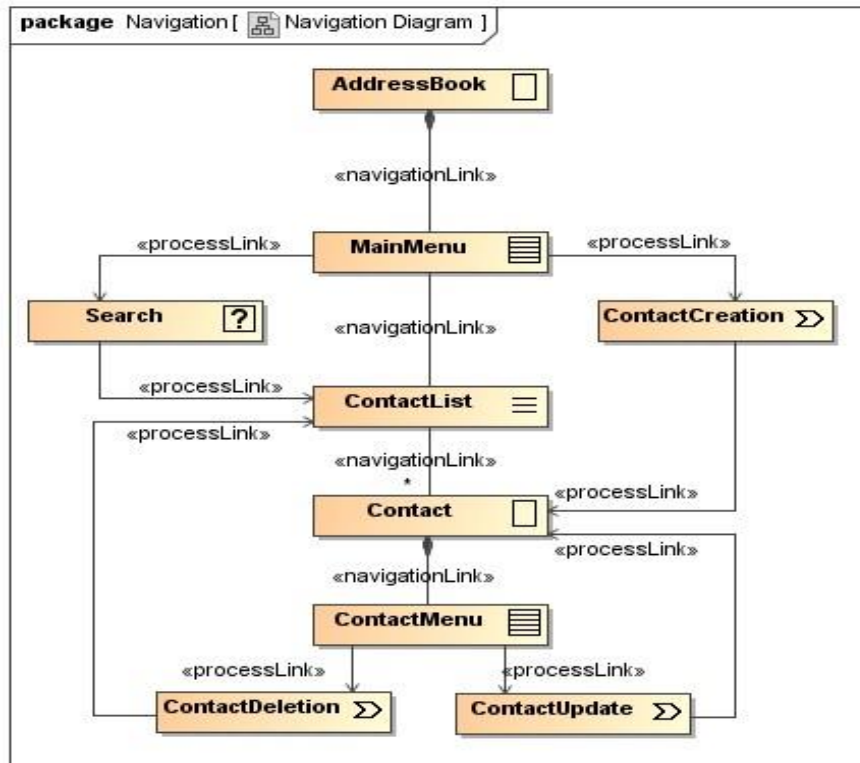 package Navigation [ Navigation Diagram ]
AddressBook
«navigationLink»
«processLink»
MainMenu
«processLink»
Search
?
«navigationLink»
ContactCreation
«processLink»
ContactList
«processLink»
«navigationLink»
*
«processLink»
Contact
«processLink»
«navigationLink»
ContactMenu
«processLink»
«processLink»
ContactDeletion
ContactUpdate